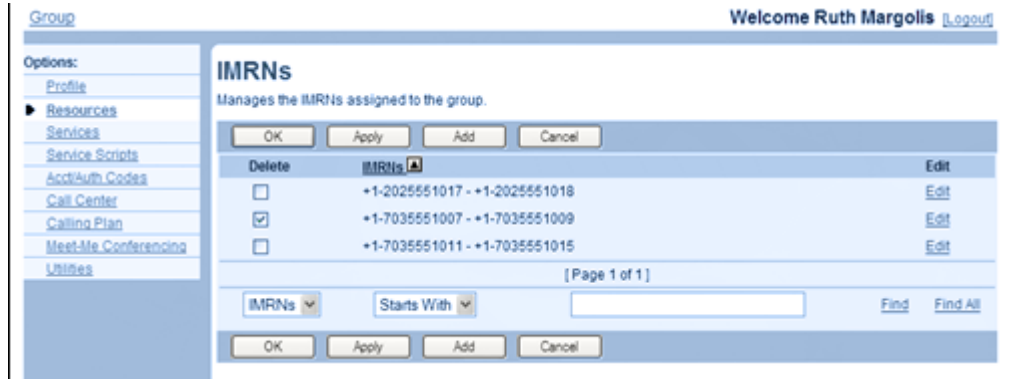 Group
Welcome Ruth Margolis [Logout]
Options:
Profile
Resources
Services
Service Scripts
Acct/Auth Codes
Call Center
Calling Plan
Meet-Me Conferencing
Utilities
IMRNs
Manages the IMRNs assigned to the group.
OK Apply Add Cancel
Delete IMRNs Edit
+1-2025551017 - +1-2025551018 Edit
+1-7035551007 - +1-7035551009 Edit
+1-7035551011 - +1-7035551015 Edit
[ Page 1 of 1 ]
IMRNs Starts With Find Find All
OK Apply Add Cancel